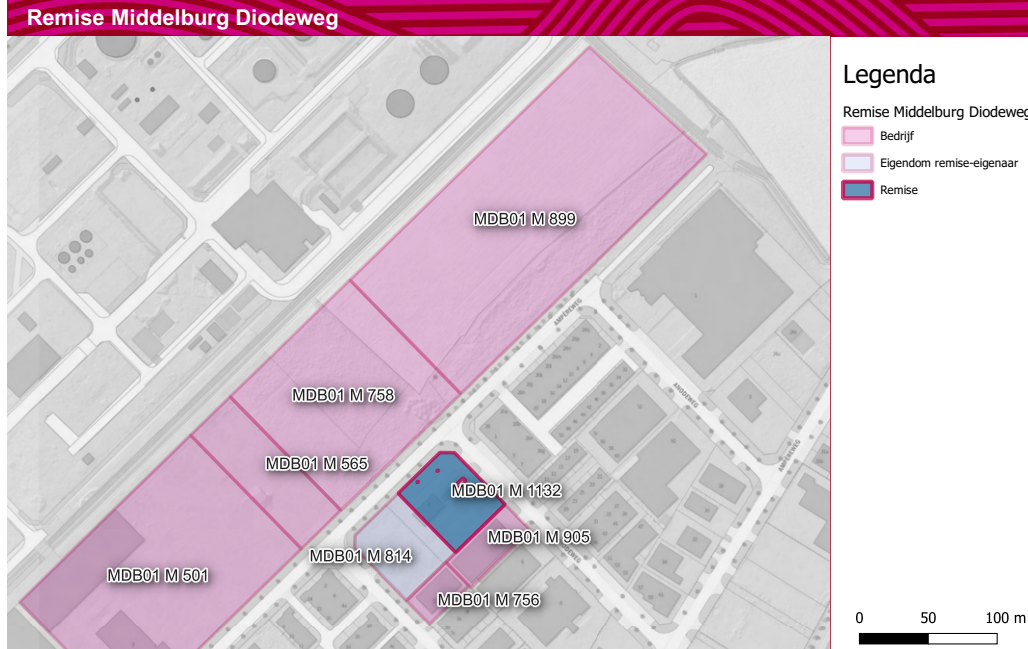 Remise Middelburg Diodeweg
Legenda
Remise Middelburg Diodeweg
Bedrijf
Eigendom remise-eigenaar
Remise
MDB01 M 899
AMPEREWEG
MDB01 M 758
ANODEWEG
MDB01 M 565
AMPEREWEG
MDB01 M 1132
MDB01 M 905
MDB01 M 814
MDB01 M 501
MDB01 M 756
0 50 100 m